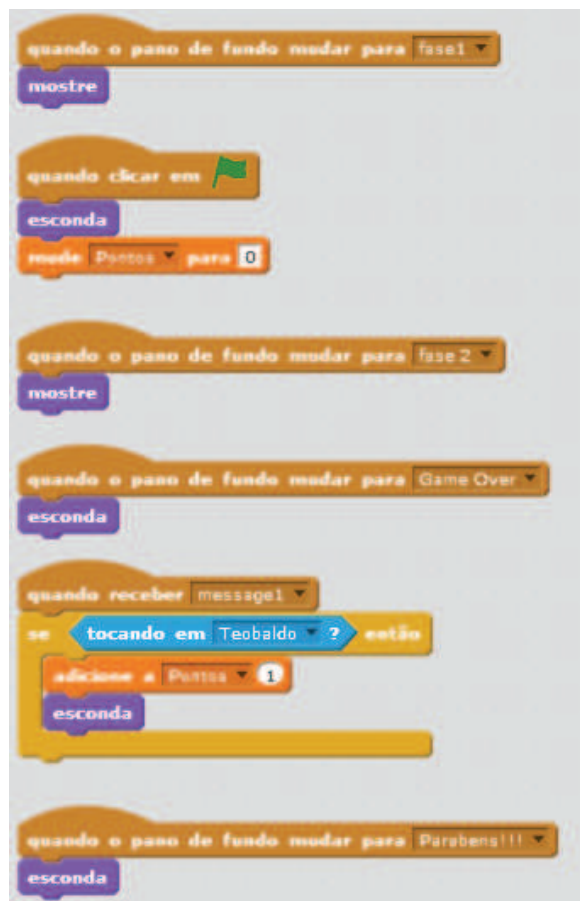 quando o pano de fundo mudar para fase1
mostre
quando clicar em
esconda
mude Pontos para 0
quando o pano de fundo mudar para fase 2
mostre
quando o pano de fundo mudar para Game Over
esconda
quando receber message1
se tocando em Teobaldo ? então
adicione a Pontos 1
esconda
quando o pano de fundo mudar para Parabens!!!
esconda